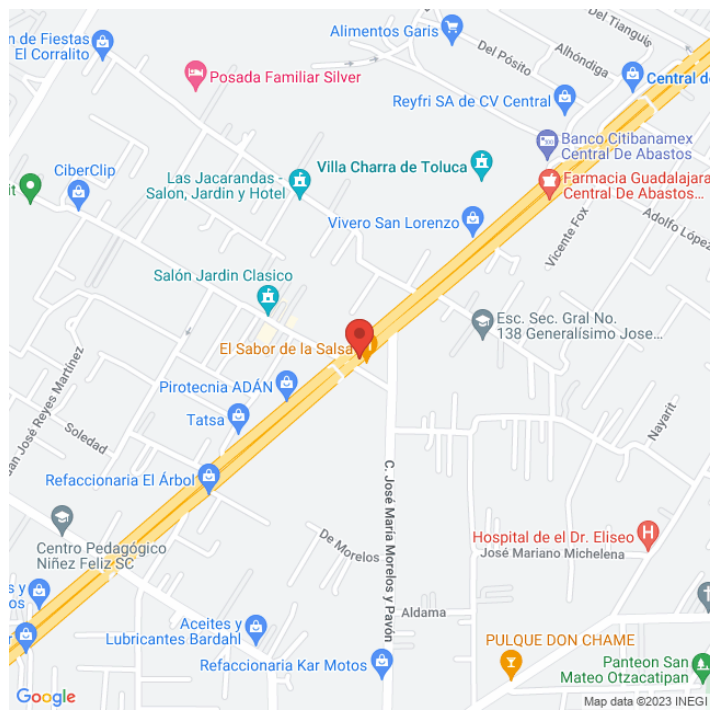 Del Tianguis
Alimentos Garis
n de Fiestas
El Corralito
Del Pósito
Alhóndiga
Posada Familiar Silver
Central de
Reyfri SA de CV Central
Banco Citibanamex
Central De Abastos
CiberClip
Las Jacarandas -
Salon, Jardin y Hotel
Villa Charra de Toluca
Farmacia Guadalajara
Central De Abastos...
it
Vivero San Lorenzo
Adolfo López
Vicente Fox
Salón Jardin Clasico
Esc. Sec. Gral No.
138 Generalísimo Jose...
El Sabor de la Salsa
Pirotecnia ADÁN
uan José Reyes Martínez
Tatsa
Nayarit
Soledad
Refaccionaria El Árbol
C. José María Morelos y Pavón
Centro Pedagógico
Niñez Feliz SC
De Morelos
Hospital de el Dr. Eliseo
José Mariano Michelena
s y
os
Aldama
Aceites y
Lubricantes Bardahl
r
PULQUE DON CHAME
Refaccionaria Kar Motos
Panteon San
Mateo Otzacatipan
Google
Map data ©2023 INEGI